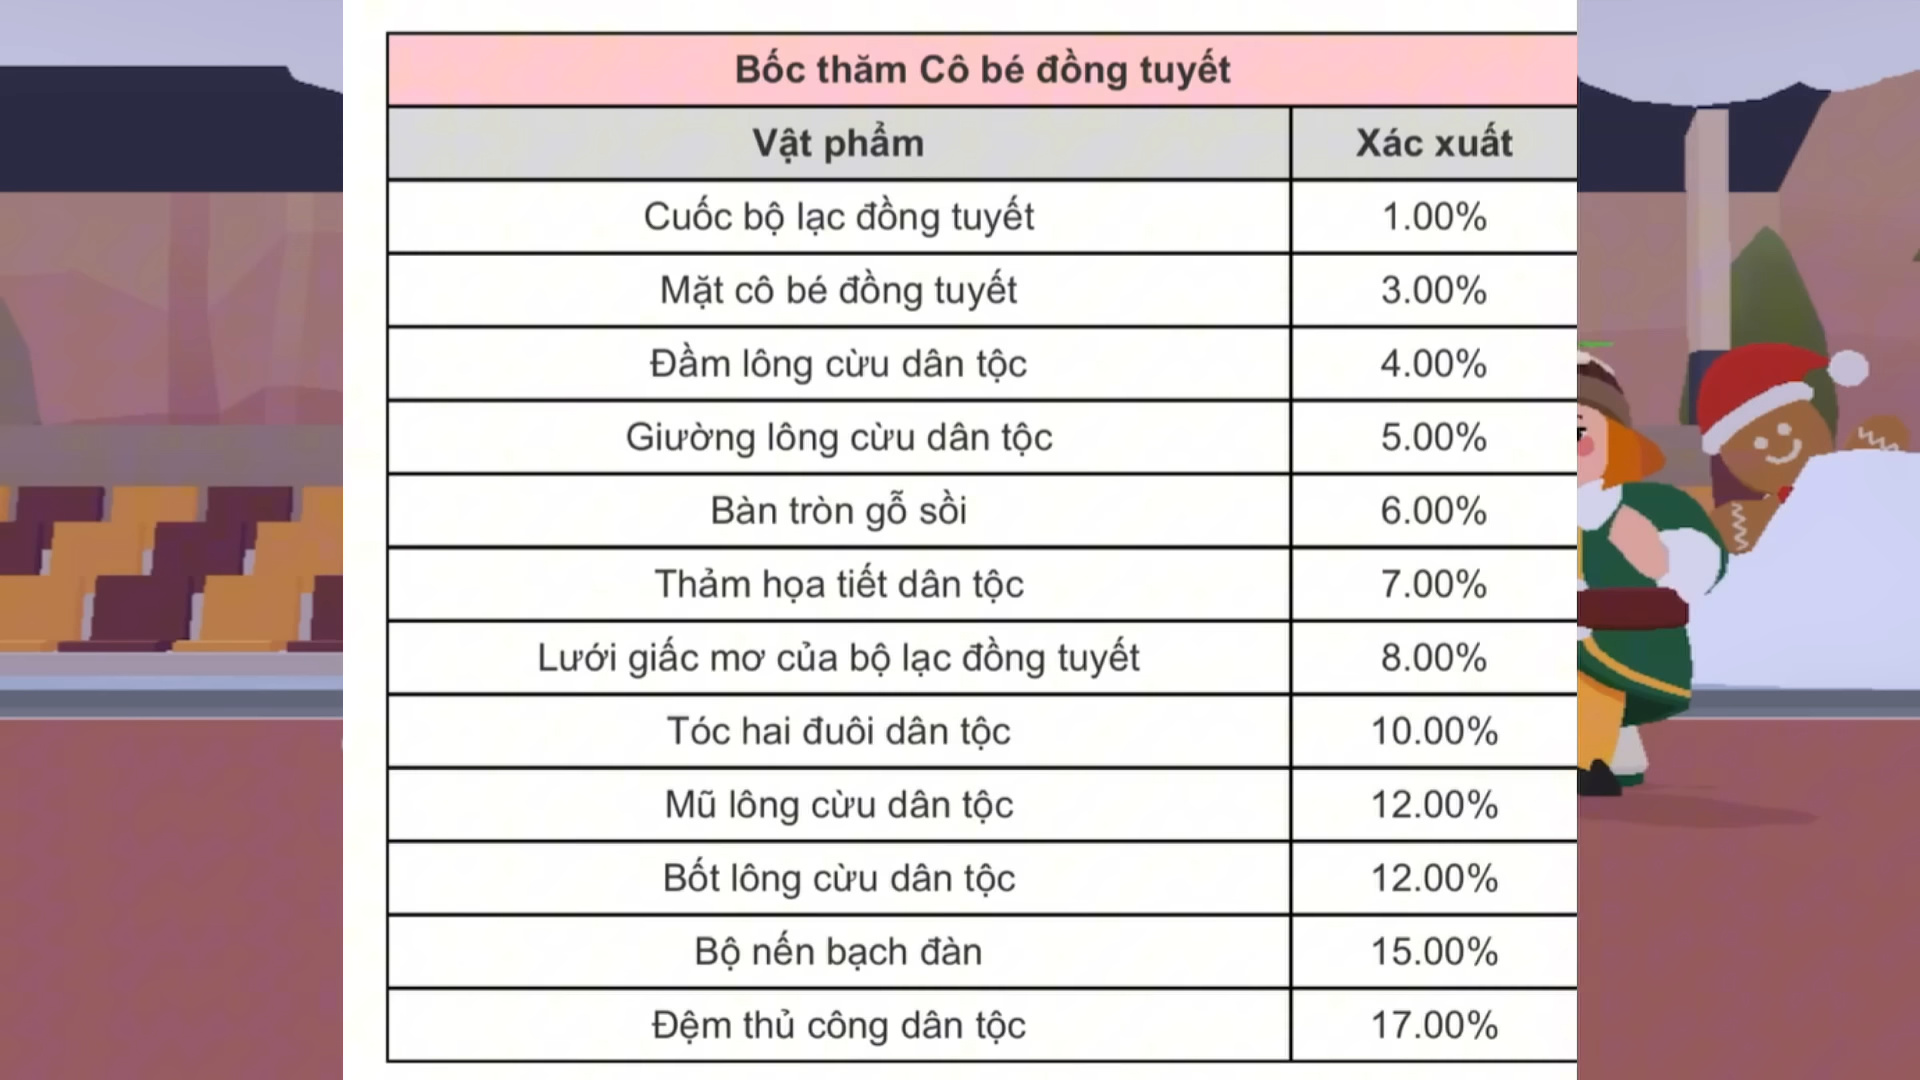 Bốc thăm Cô bé đồng tuyết
Vật phẩm Xác xuất
Cuốc bộ lạc đồng tuyết 1.00%
Mặt cô bé đồng tuyết 3.00%
Đầm lông cừu dân tộc 4.00%
Giường lông cừu dân tộc 5.00%
Bàn tròn gỗ sồi 6.00%
Thảm họa tiết dân tộc 7.00%
Lưới giấc mơ của bộ lạc đồng tuyết 8.00%
Tóc hai đuôi dân tộc 10.00%
Mũ lông cừu dân tộc 12.00%
Bốt lông cừu dân tộc 12.00%
Bộ nến bạch đàn 15.00%
Đệm thủ công dân tộc 17.00%